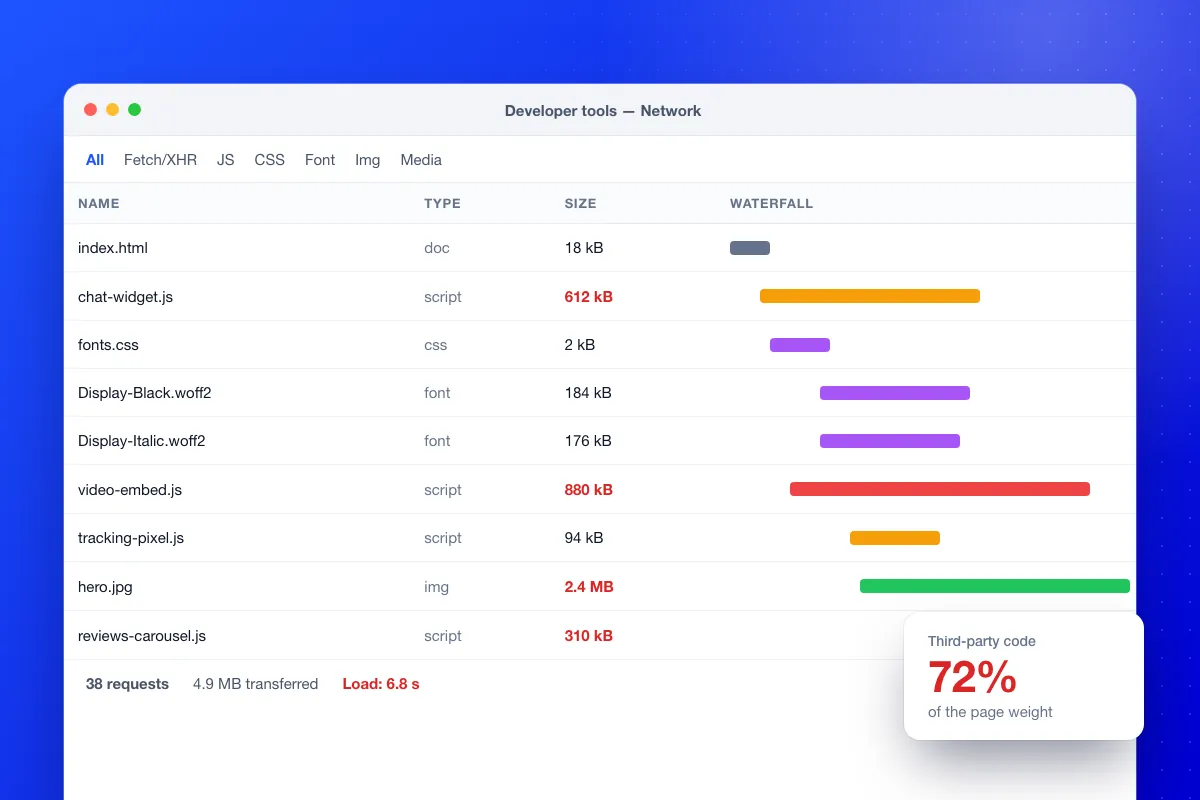 Developer tools — Network
All Fetch/XHR JS CSS Font Img Media
NAME TYPE SIZE WATERFALL
index.html doc 18 kB
chat-widget.js script 612 kB
fonts.css css 2 kB
Display-Black.woff2 font 184 kB
Display-Italic.woff2 font 176 kB
video-embed.js script 880 kB
tracking-pixel.js script 94 kB
hero.jpg img 2.4 MB
reviews-carousel.js script 310 kB
38 requests 4.9 MB transferred Load: 6.8 s
Third-party code
72%
of the page weight